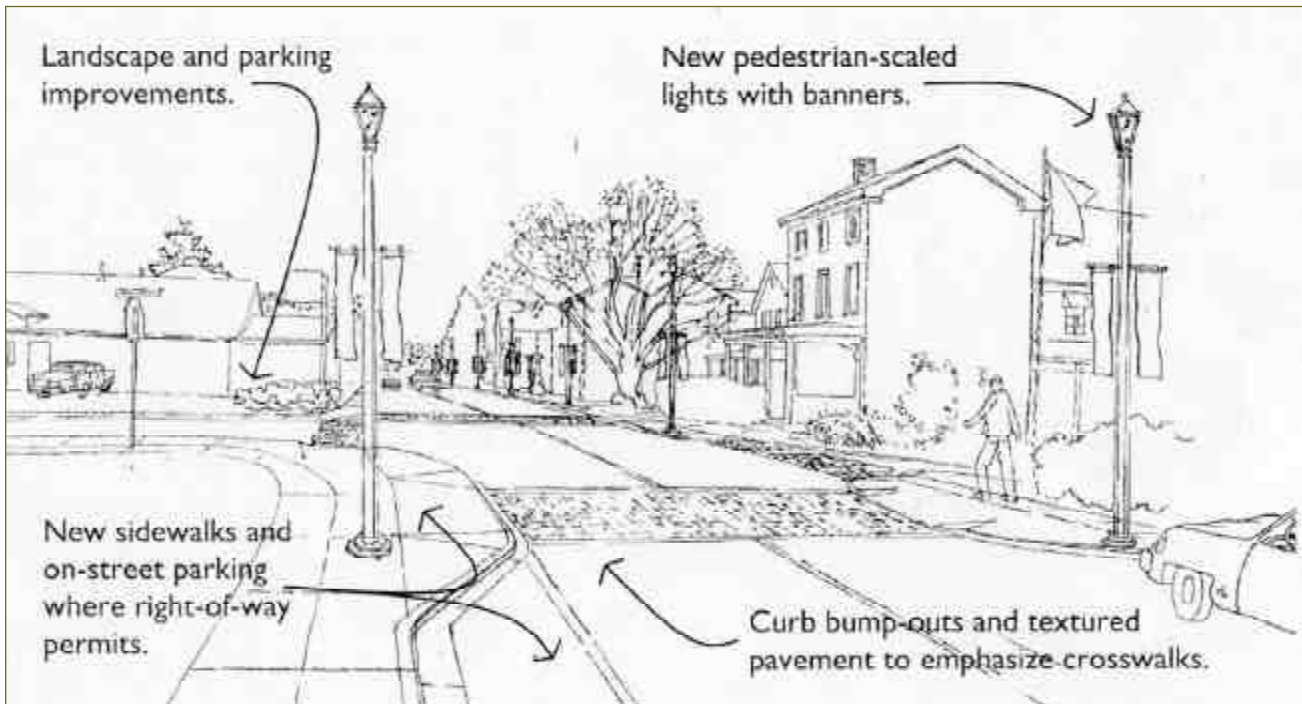 Landscape and parking
improvements.
New pedestrian-scaled
lights with banners.
New sidewalks and
on-street parking
where right-of-way
permits.
Curb bump-outs and textured
pavement to emphasize crosswalks.